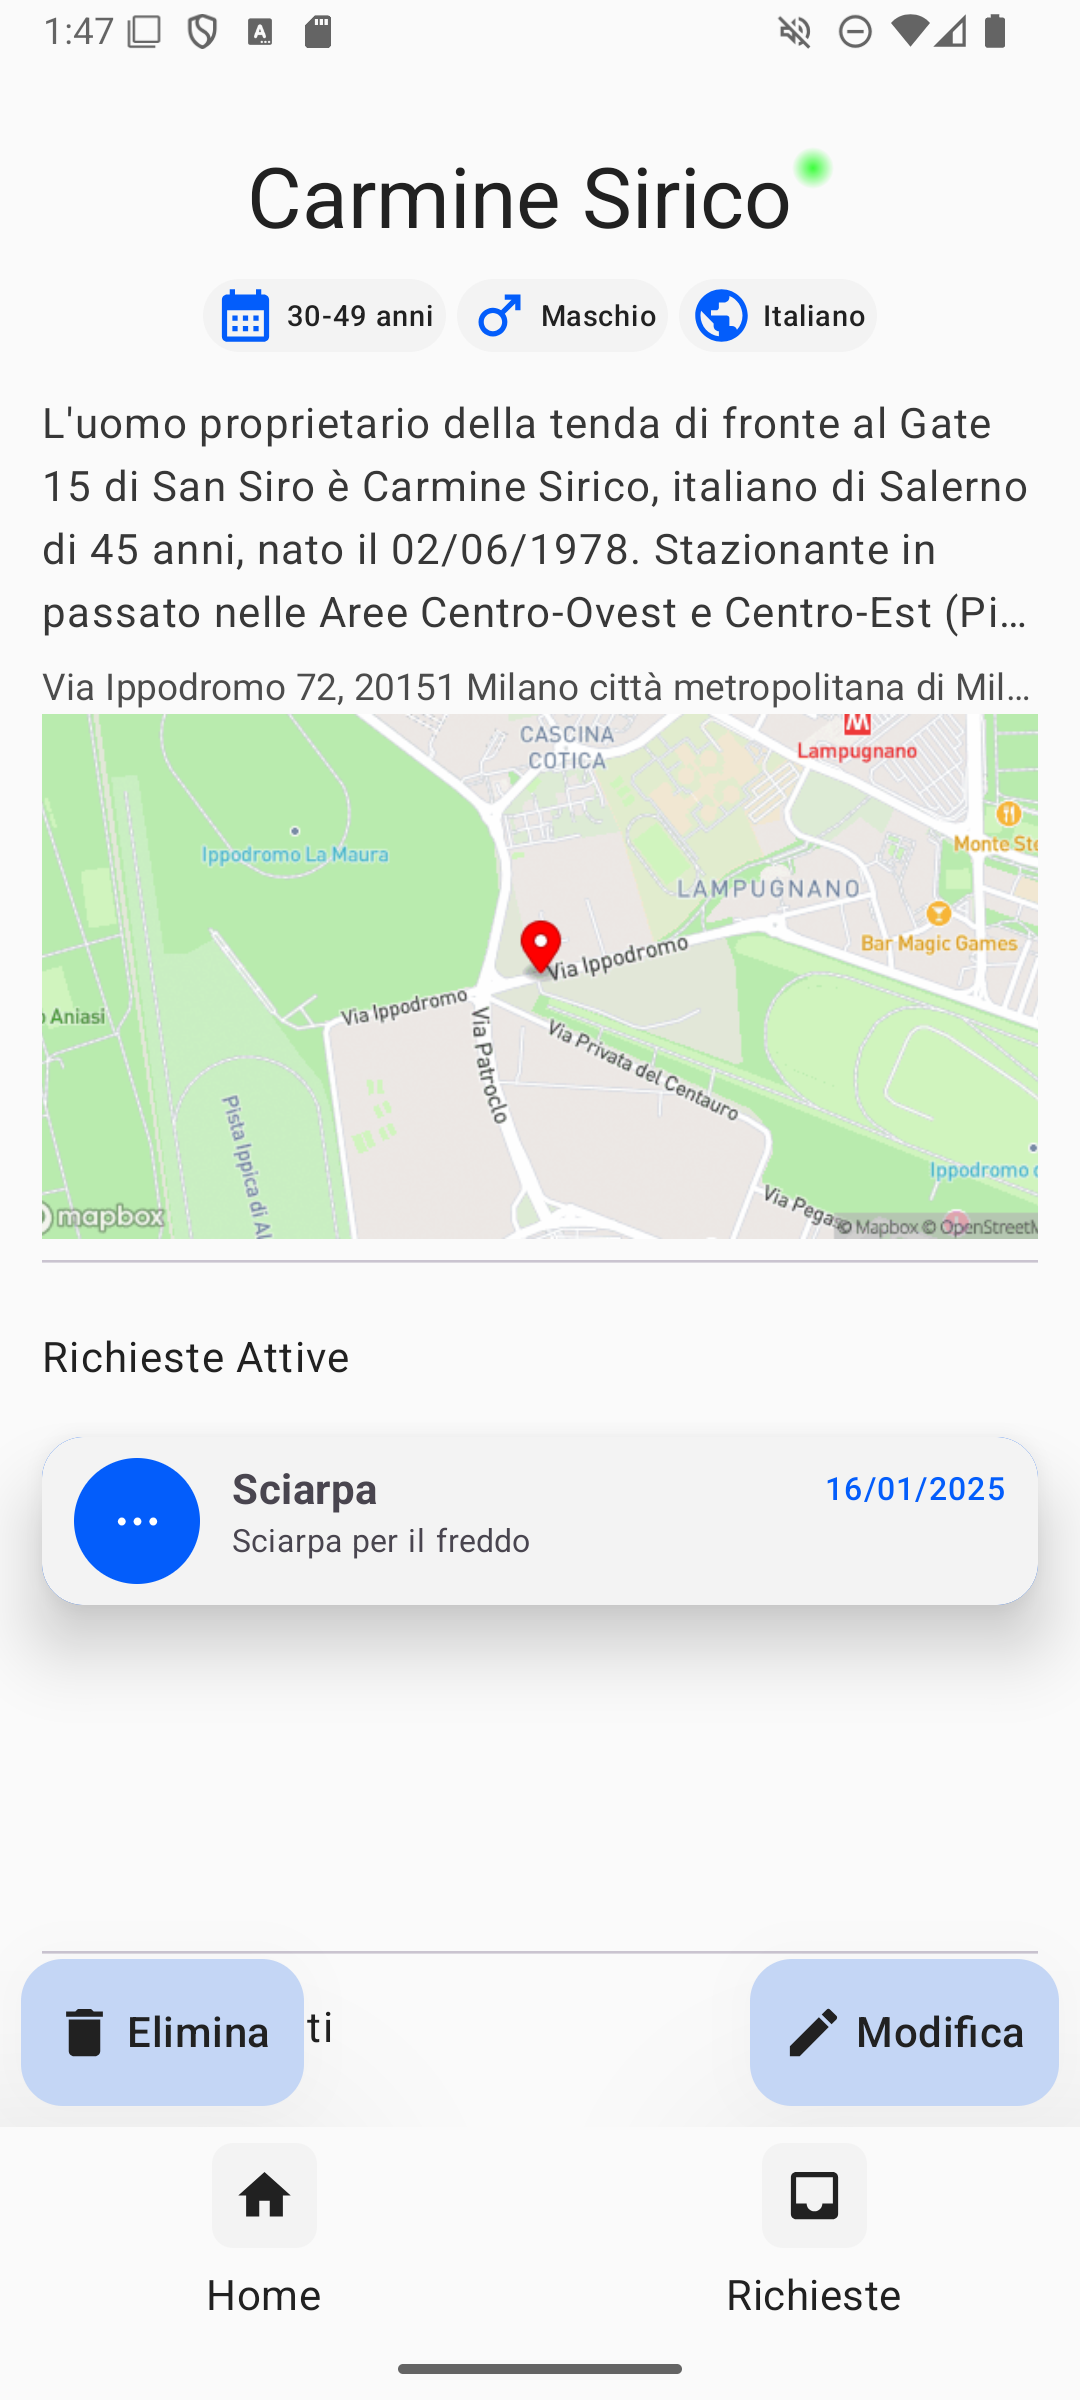 1:47
Carmine Sirico
30-49 anni
Maschio
Italiano
L'uomo proprietario della tenda di fronte al Gate
15 di San Siro è Carmine Sirico, italiano di Salerno
di 45 anni, nato il 02/06/1978. Stazionante in
passato nelle Aree Centro-Ovest e Centro-Est (Pi...
Via Ippodromo 72, 20151 Milano città metropolitana di Mil...
CASCINA
COTICA
Lampugnano
Ippodromo La Maura
Monte Ste
LAMPUGNANO
Bar Magic Games
Via Ippodromo
Via Ippodromo
Aniasi
Via Patroclo
Via Privata del Centauro
Pista Ippica di Al
Ippodromo
Via Pegas
mapbox
© Mapbox © OpenStreetM
Richieste Attive
Sciarpa
16/01/2025
Sciarpa per il freddo
Elimina
ti
Modifica
Home
Richieste